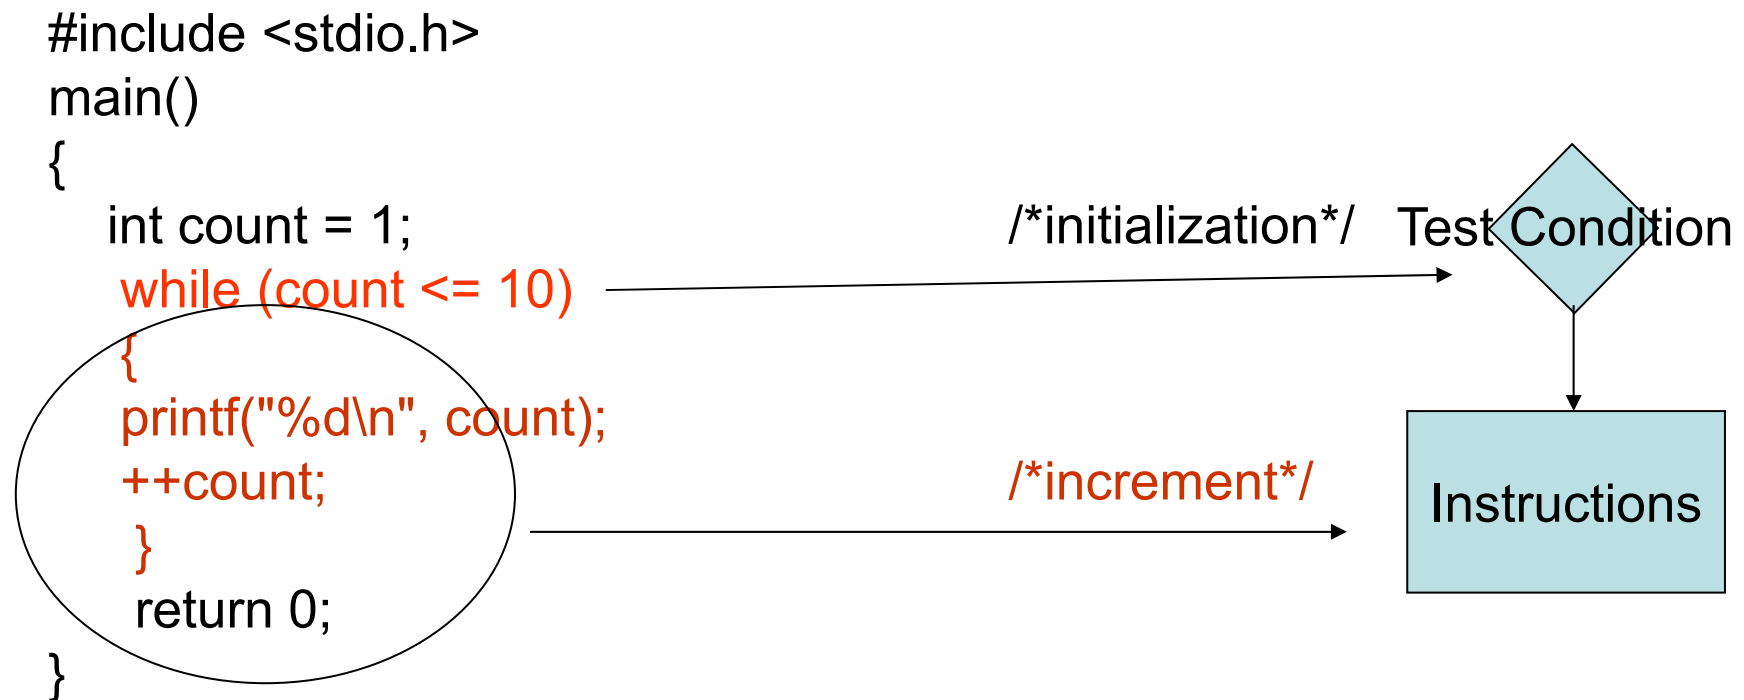 #include <stdio.h>
main()
{
int count = 1; /*initialization*/ Test Condition
while (count <= 10)
{
printf("%d\n", count);
++count; /*increment*/
Instructions
}
return 0;
}